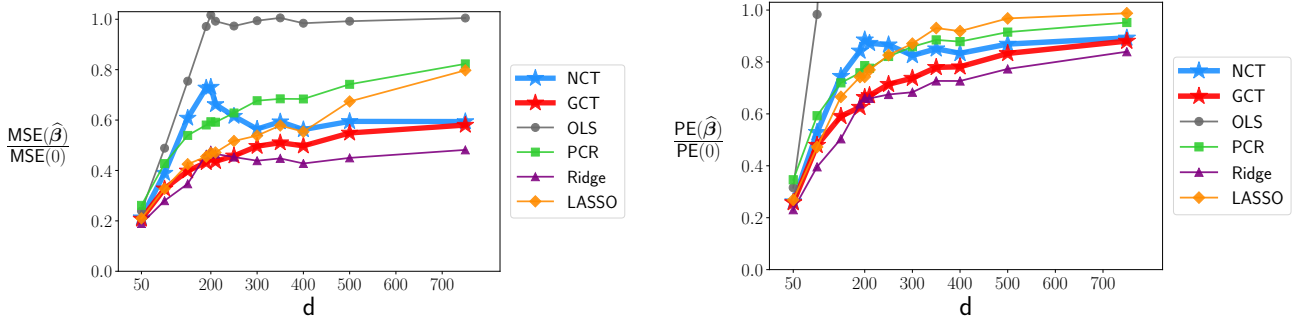 1.0
0.8
0.6
0.4
0.2
0.0
MSE(β̂)
MSE(0)
50 200 300 400 500 600 700
d
NCT
GCT
OLS
PCR
Ridge
LASSO
1.0
0.8
0.6
0.4
0.2
0.0
PE(β̂)
PE(0)
50 200 300 400 500 600 700
d
NCT
GCT
OLS
PCR
Ridge
LASSO